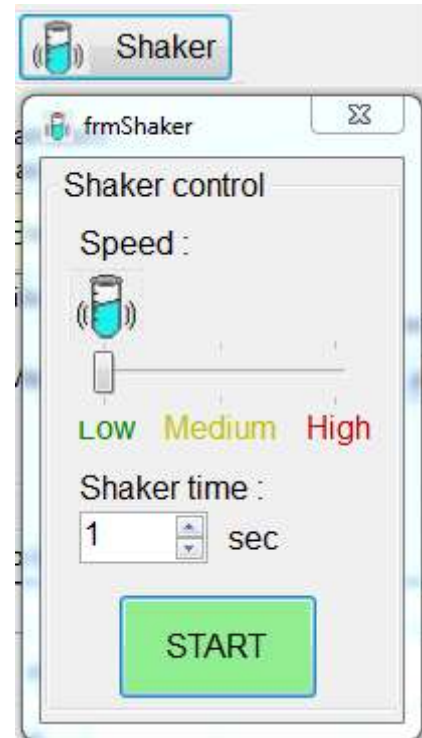 Shaker
frmShaker
Shaker control
Speed :
Low Medium High
Shaker time :
1 sec
START